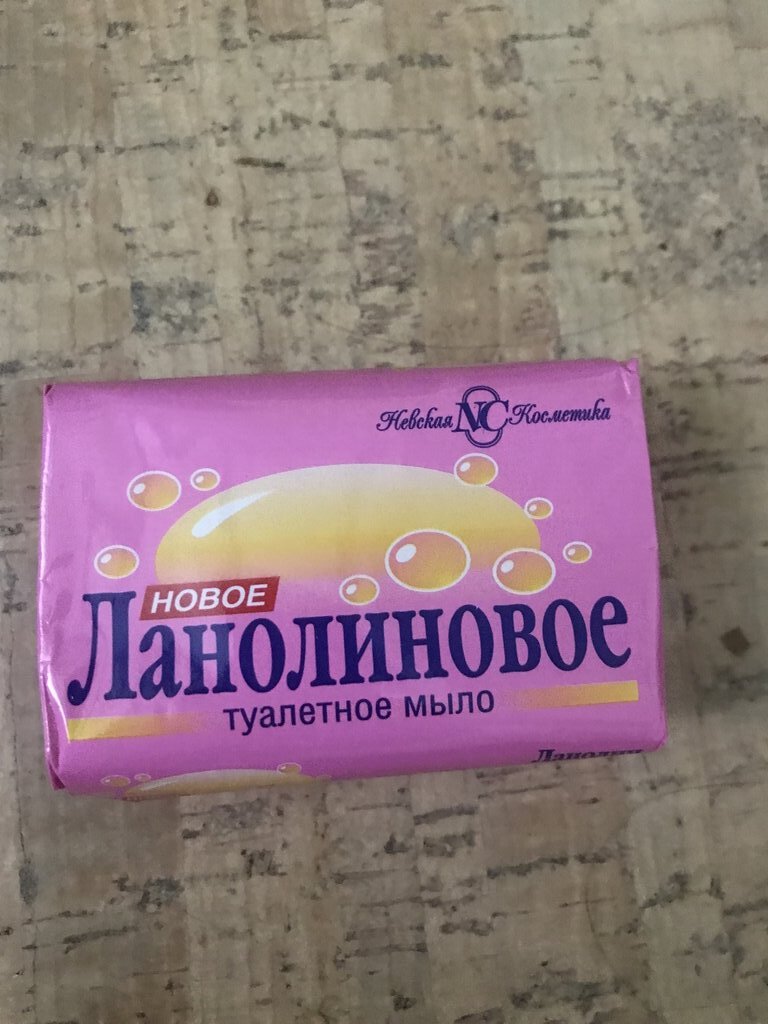 Невская NC Косметика
НОВОЕ
Ланолиновое
туалетное мыло